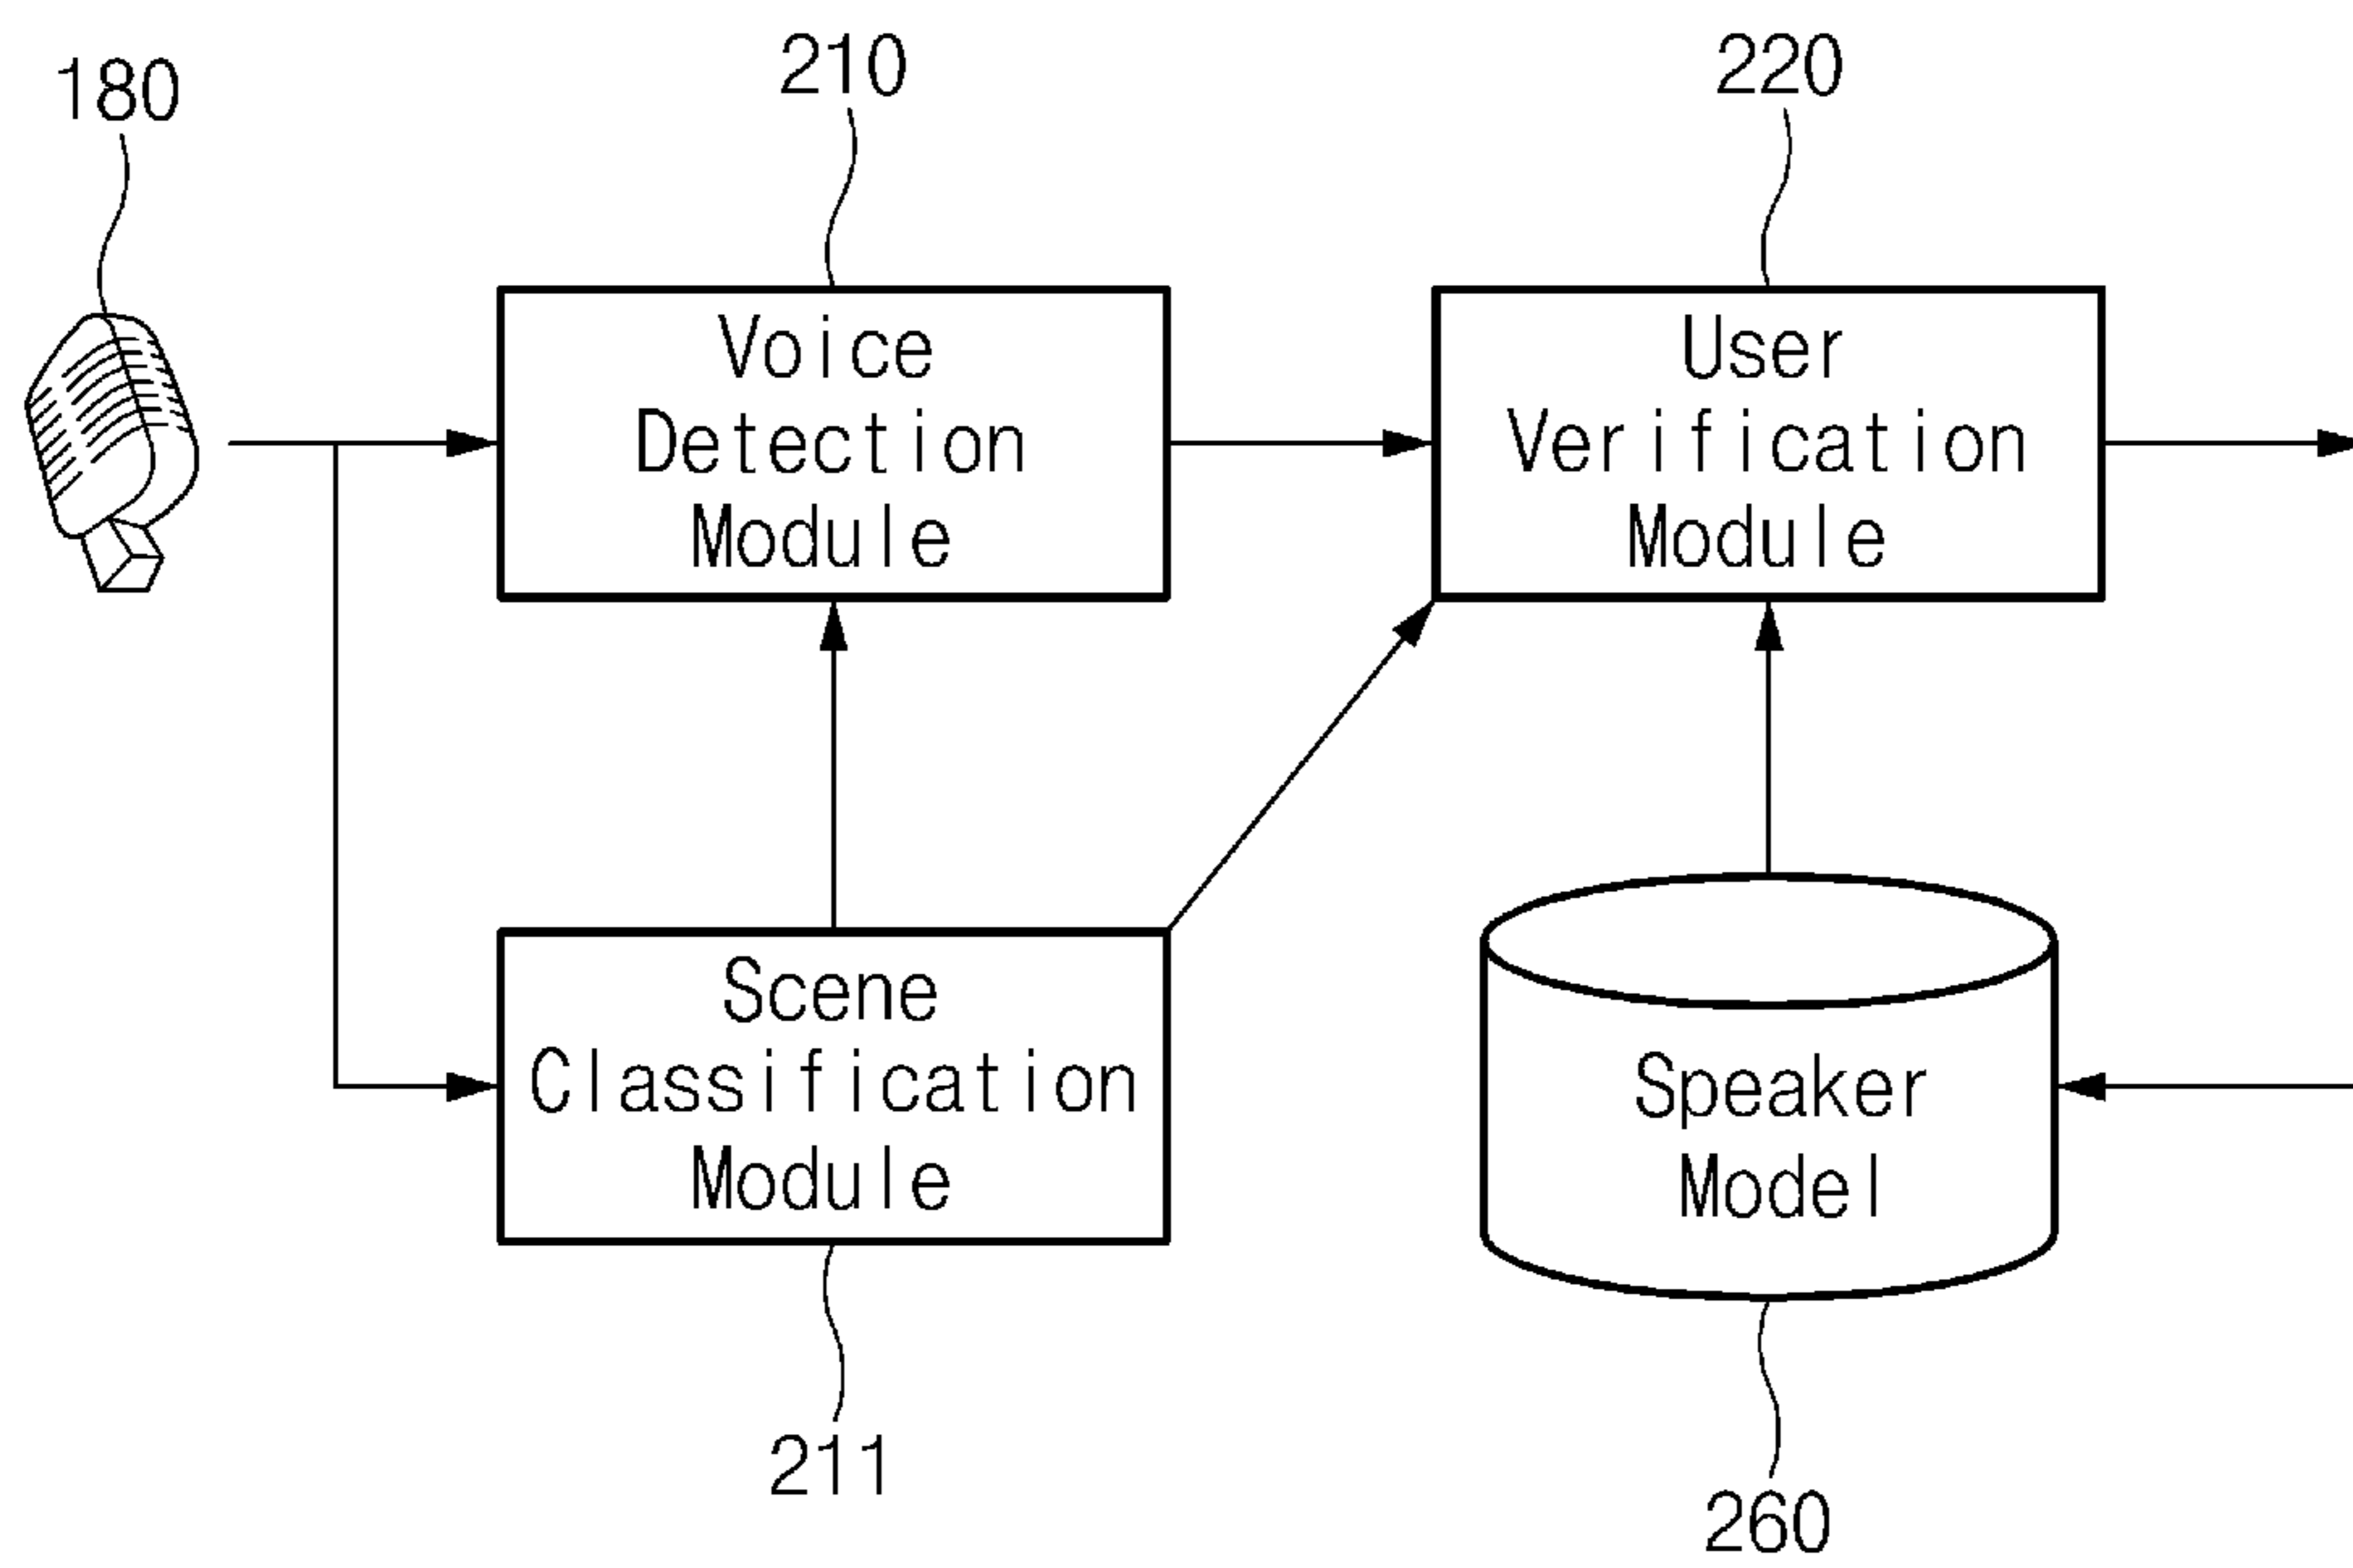 180
210
220
Voice
Detection
Module
User
Verification
Module
Scene
Classification
Module
Speaker
Model
211
260